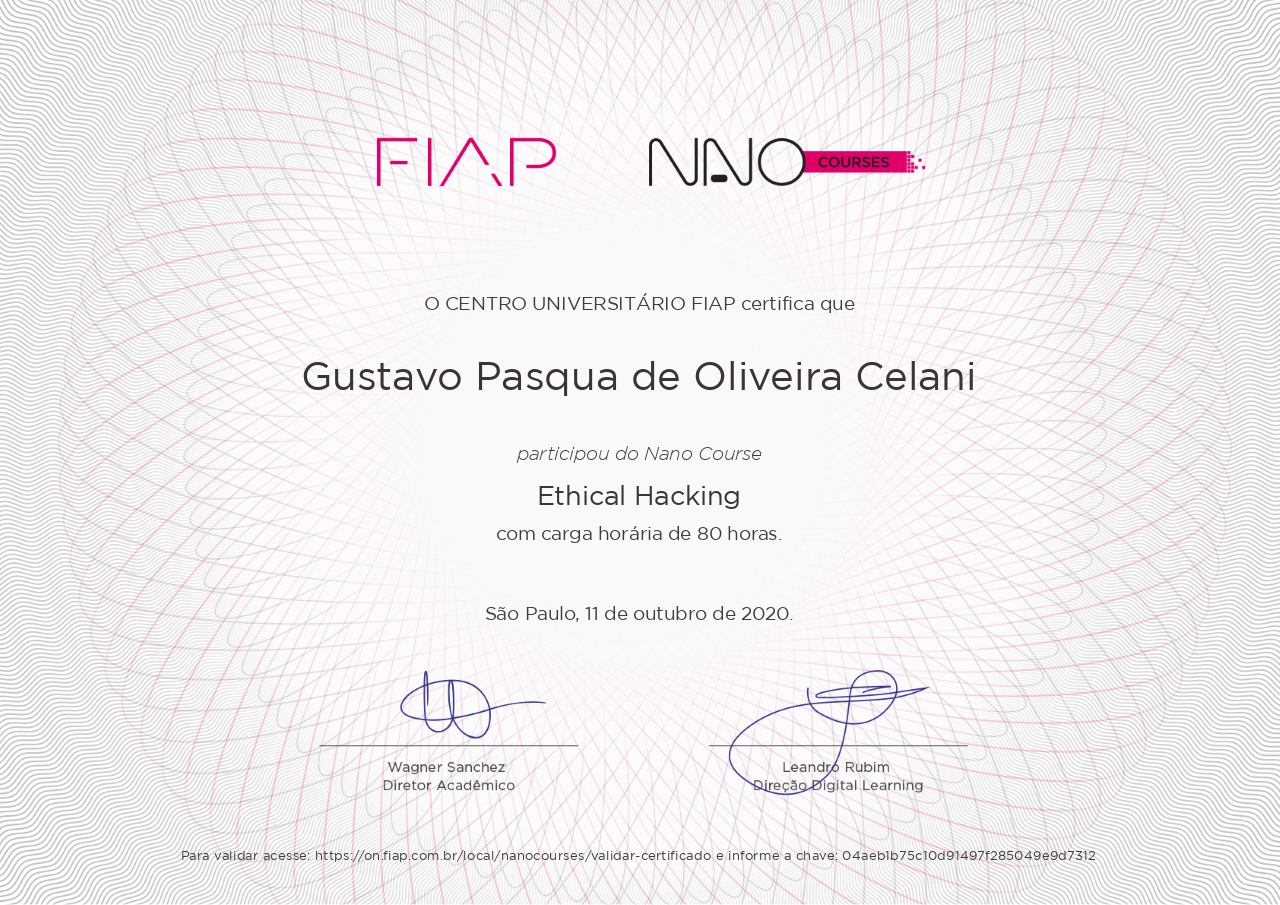 FIAP NANO COURSES
O CENTRO UNIVERSITÁRIO FIAP certifica que
Gustavo Pasqua de Oliveira Celani
participou do Nano Course
Ethical Hacking
com carga horária de 80 horas.
São Paulo, 11 de outubro de 2020.
Wagner Sanchez
Diretor Acadêmico
Leandro Rubim
Direção Digital Learning
Para validar acesse: https://on.fiap.com.br/local/nanocourses/validar-certificado e informe a chave: 04aeb1b75c10d91497f285049e9d7312